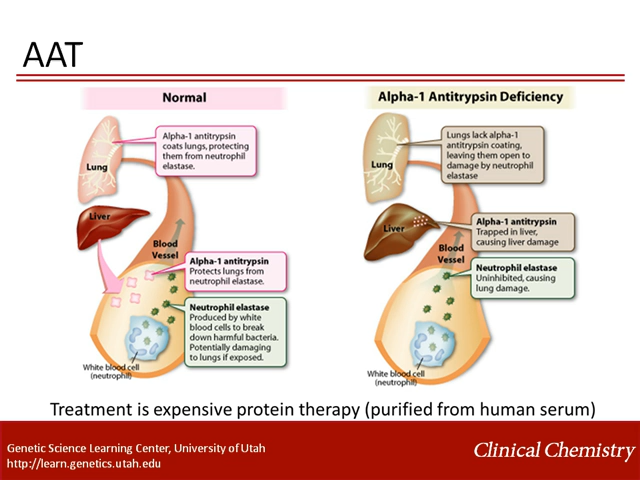 AAT
Normal
Alpha-1 antitrypsin
coats lungs, protecting
them from neutrophil
elastase.
Lung
Liver
Blood
Vessel
Alpha-1 antitrypsin
Protects lungs from
neutrophil elastase.
Neutrophil elastase
Produced by white
blood cells to break
down harmful bacteria.
Potentially damaging
to lungs if exposed.
White blood cell
(neutrophil)
Alpha-1 Antitrypsin Deficiency
Lungs lack alpha-1
antitrypsin coating,
leaving them open to
damage by neutrophil
elastase
Lung
Liver
Alpha-1 antitrypsin
Trapped in liver,
causing liver damage
Blood
Vessel
Neutrophil elastase
Uninhibited, causing
lung damage.
White blood cell
(neutrophil)
Treatment is expensive protein therapy (purified from human serum)
Genetic Science Learning Center, University of Utah
http://learn.genetics.utah.edu
Clinical Chemistry